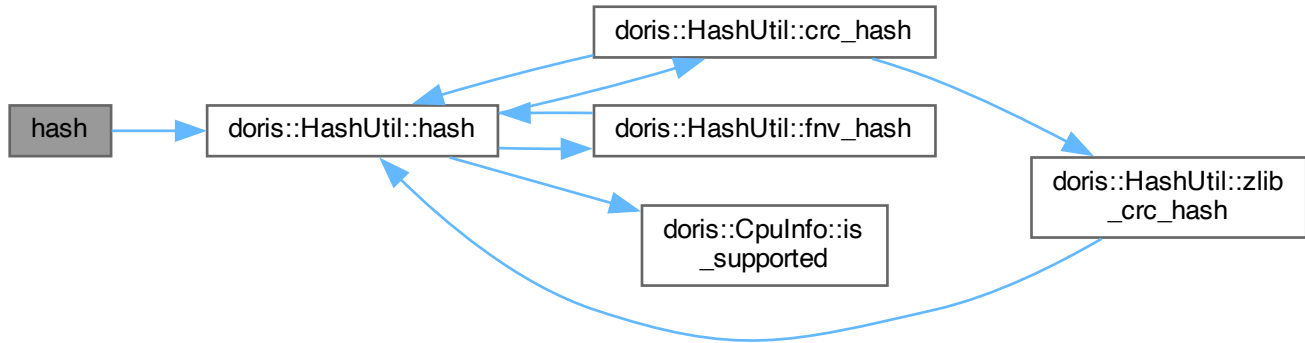 hash
doris::HashUtil::hash
doris::HashUtil::crc_hash
doris::HashUtil::fnv_hash
doris::CpuInfo::is
_supported
doris::HashUtil::zlib
_crc_hash